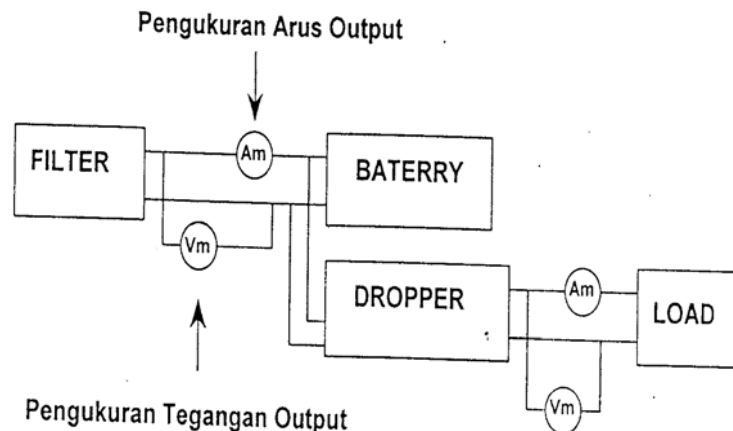 Pengukuran Arus Output
FILTER
Am
BATERRY
Vm
DROPPER
Am
LOAD
Vm
Pengukuran Tegangan Output